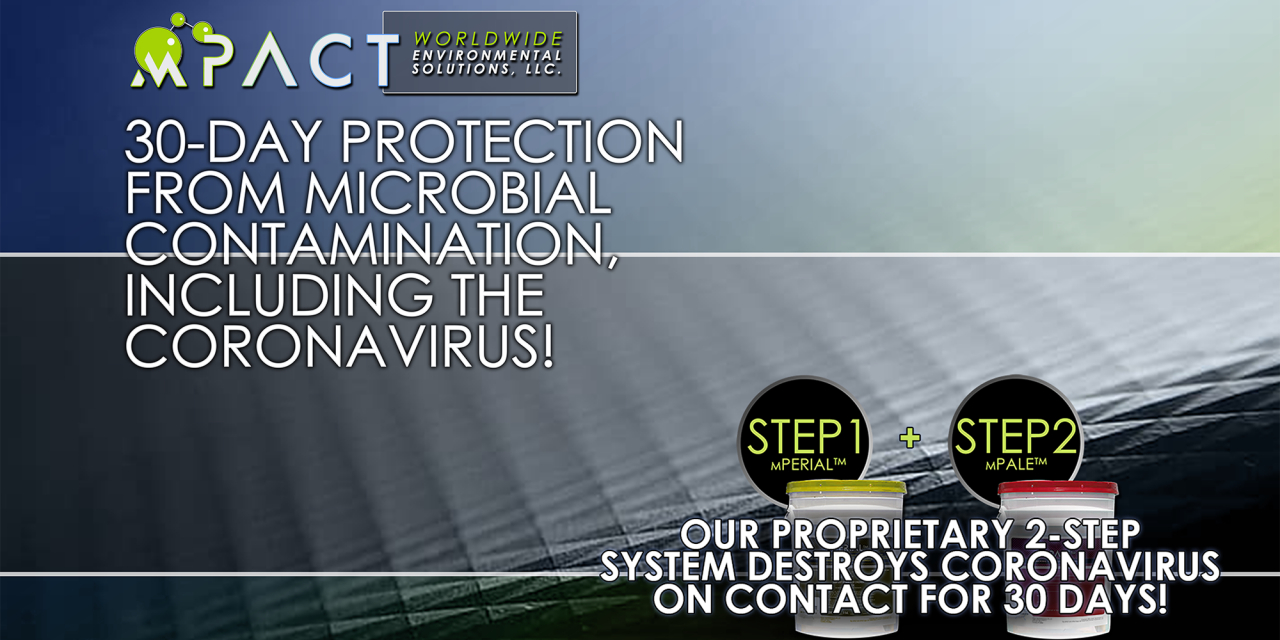 mPACT
WORLDWIDE
ENVIRONMENTAL
SOLUTIONS, LLC.
30-DAY PROTECTION
FROM MICROBIAL
CONTAMINATION,
INCLUDING THE
CORONAVIRUS!
STEP1 + STEP2
mPERIAL™ mPALE™
OUR PROPRIETARY 2-STEP
SYSTEM DESTROYS CORONAVIRUS
ON CONTACT FOR 30 DAYS!